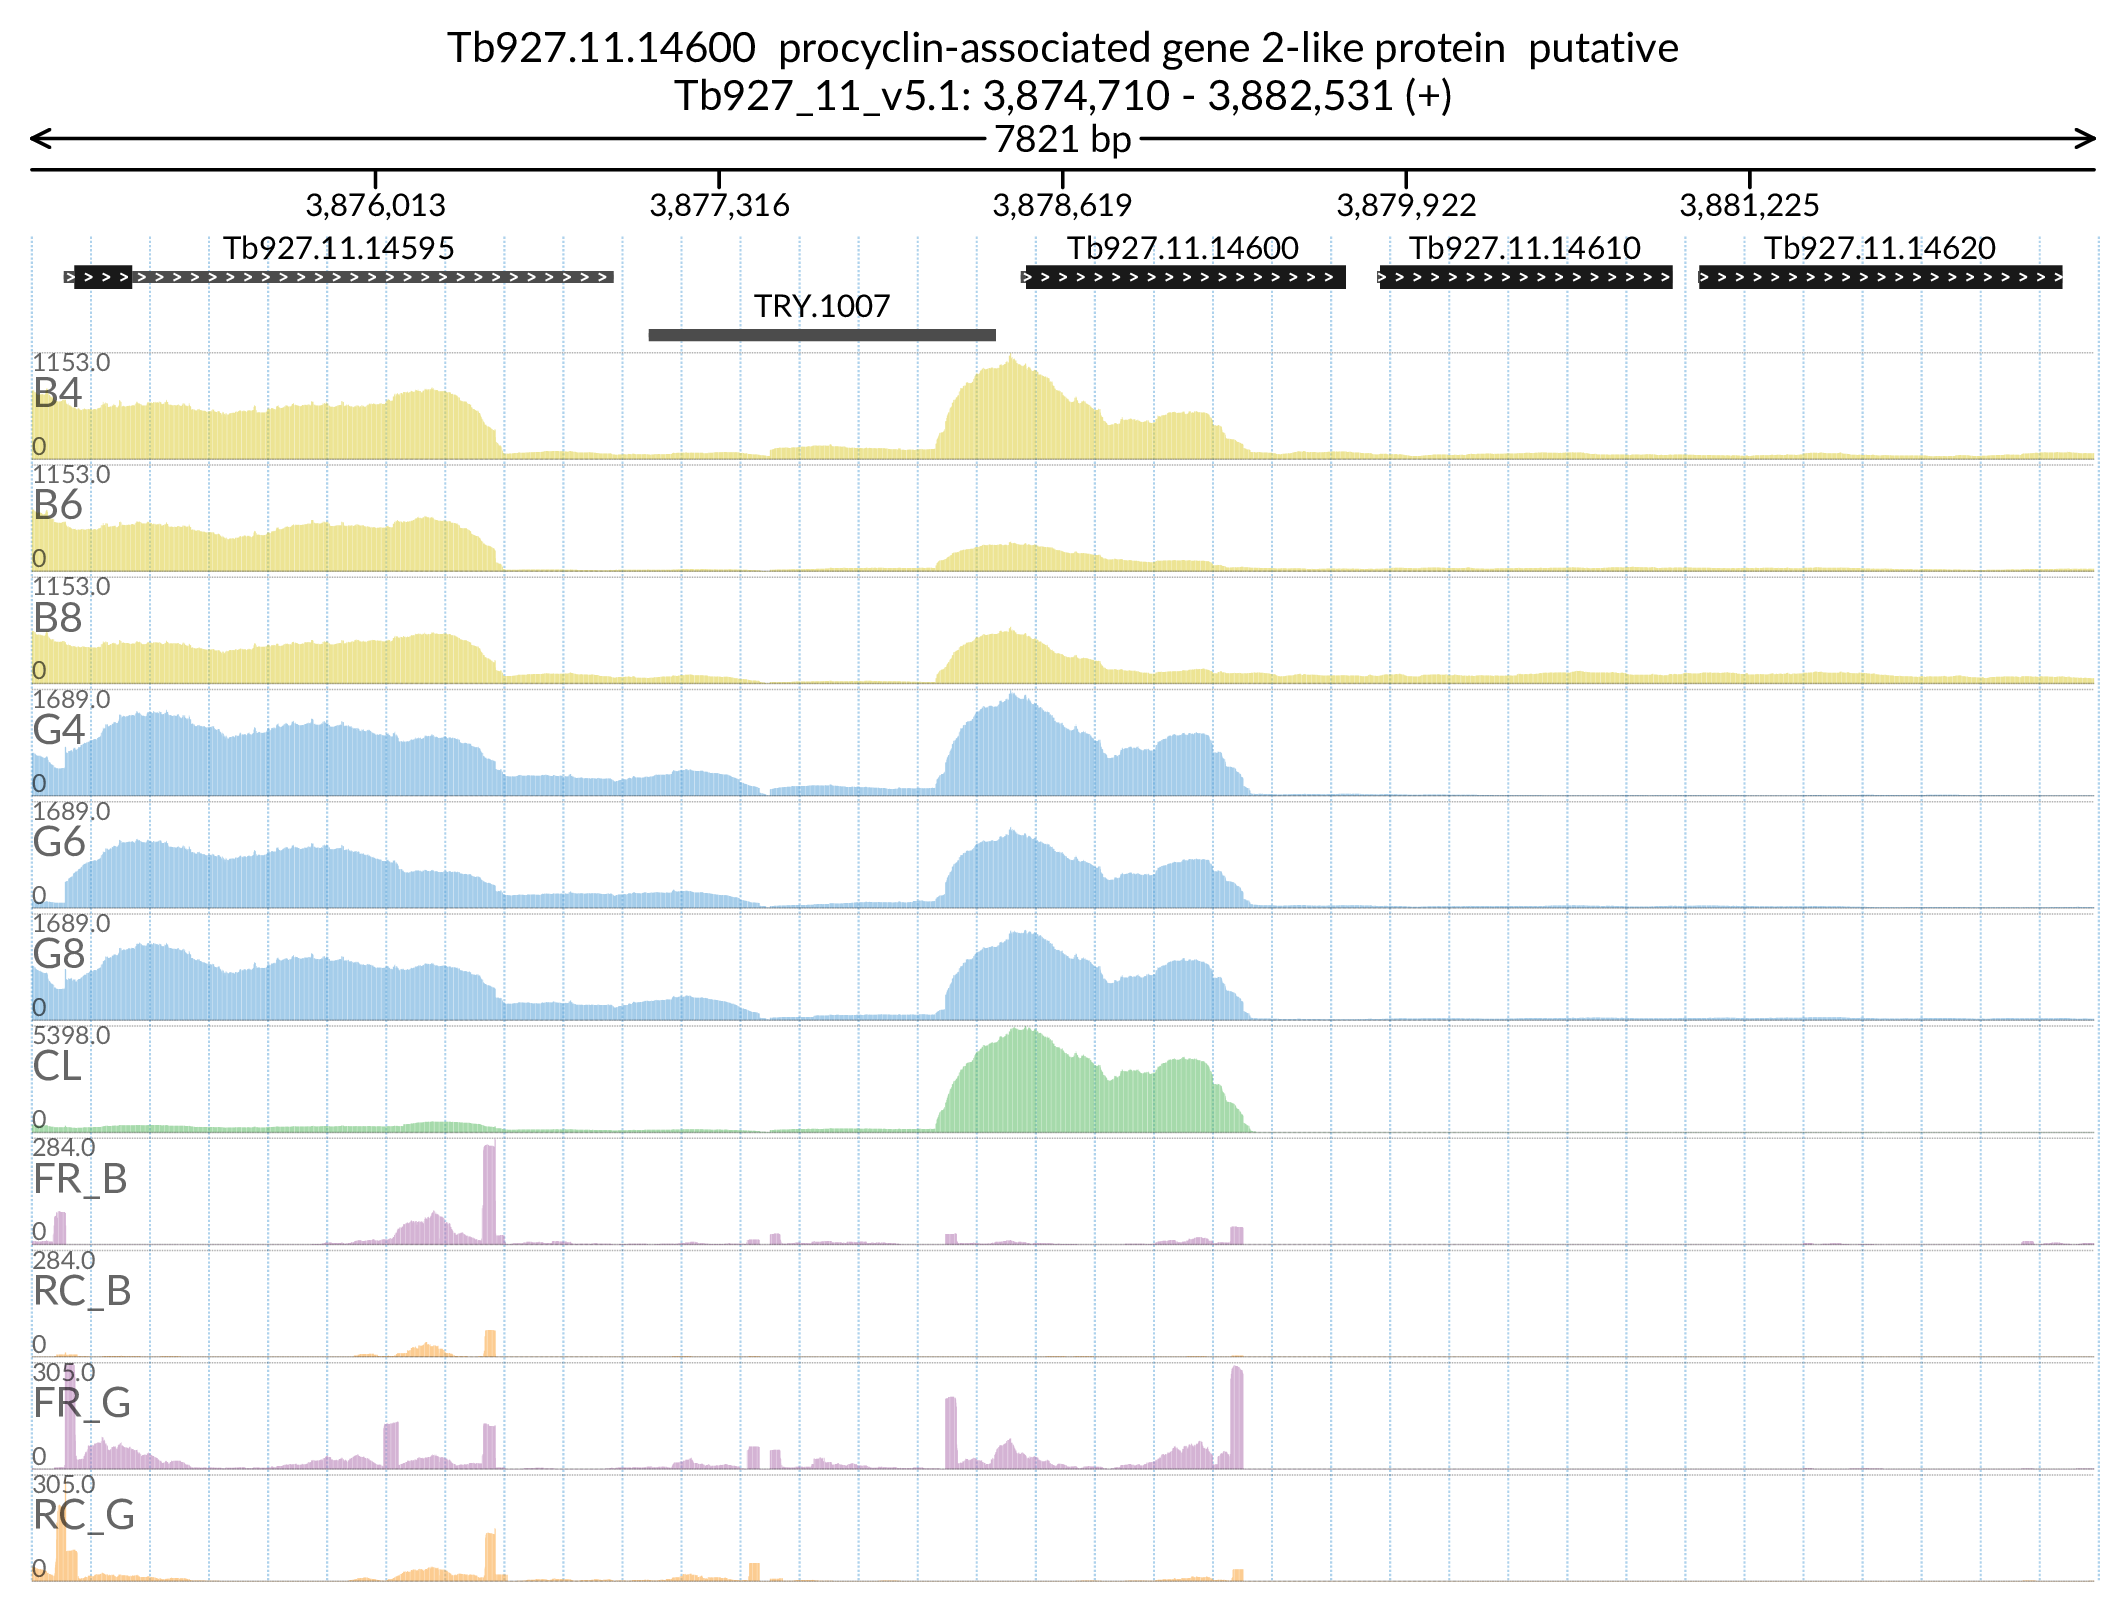 Tb927.11.14600  procyclin-associated gene 2-like protein  putative
Tb927_11_v5.1: 3,874,710 - 3,882,531 (+)
7821 bp
3,876,013 3,877,316 3,878,619 3,879,922 3,881,225
Tb927.11.14595 Tb927.11.14600 Tb927.11.14610 Tb927.11.14620
TRY.1007
1153.0
B4
0
1153.0
B6
0
1153.0
B8
0
1689.0
G4
0
1689.0
G6
0
1689.0
G8
0
5398.0
CL
0
284.0
FR_B
0
284.0
RC_B
0
305.0
FR_G
0
305.0
RC_G
0